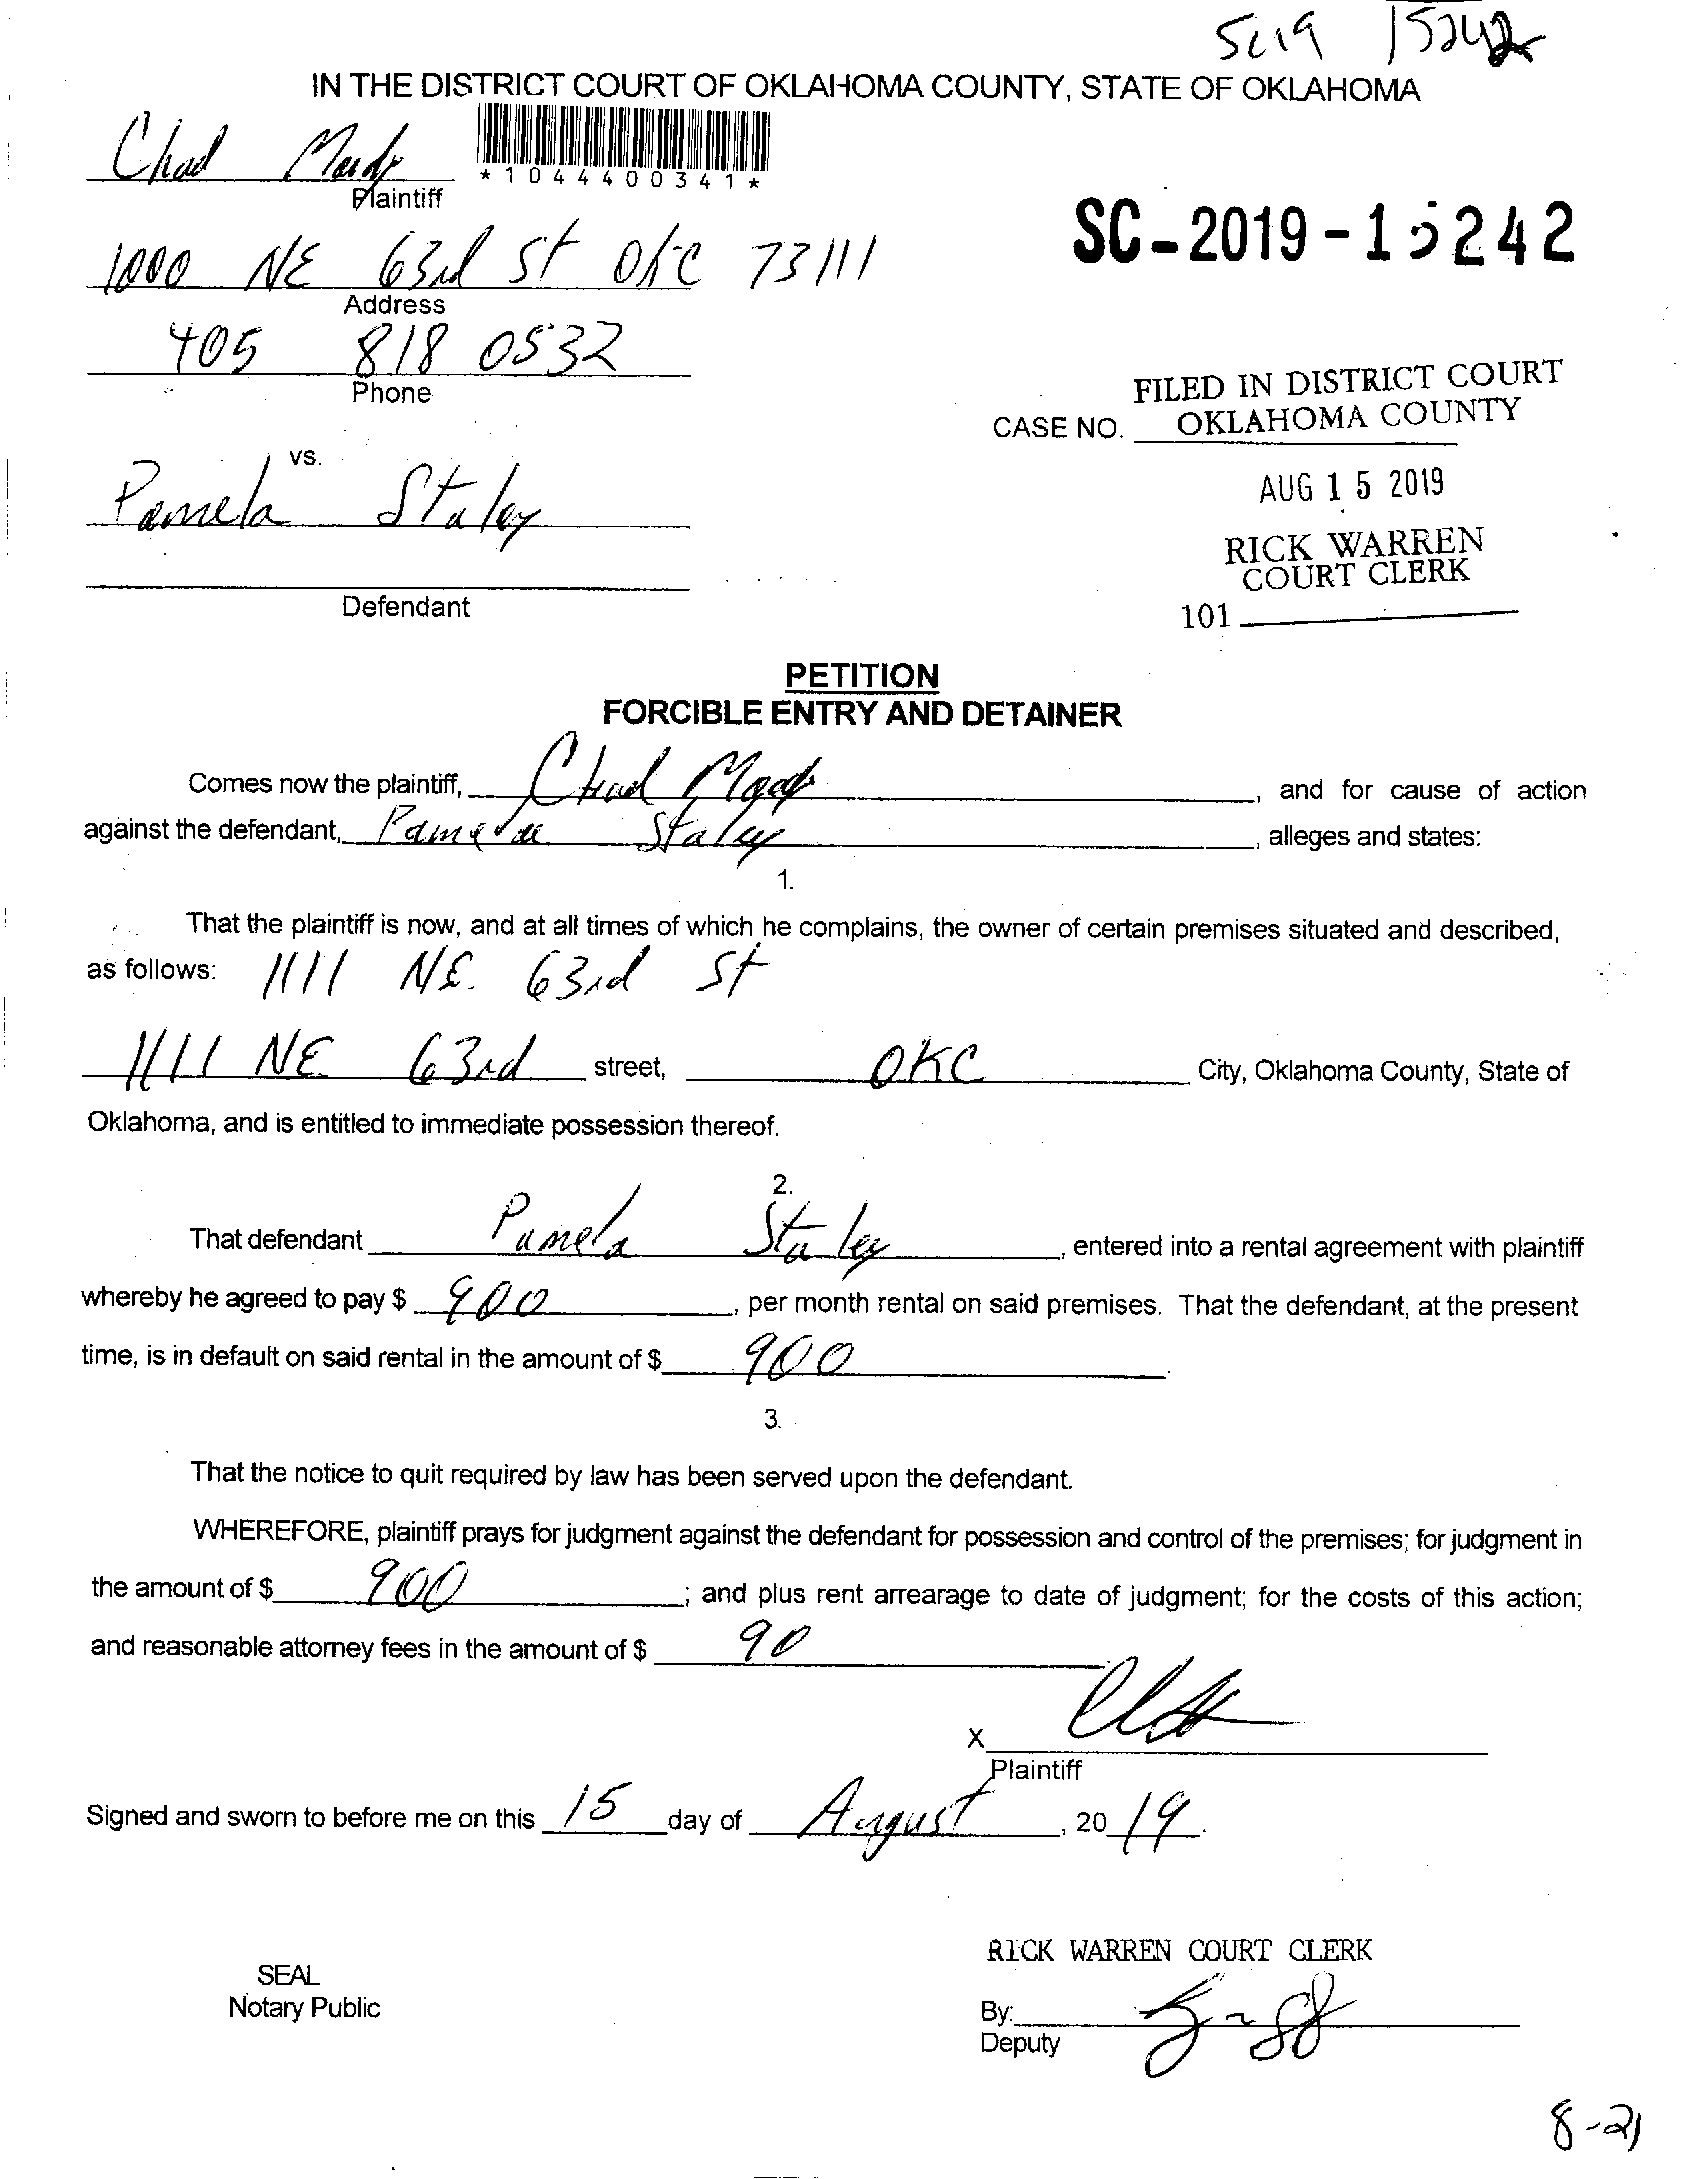 SC19 15242
IN THE DISTRICT COURT OF OKLAHOMA COUNTY, STATE OF OKLAHOMA
Chad
*1044400341*
Plaintiff
SC-2019-15242
1000 NE 63rd St OKC 73111
Address
405 818 0532
Phone
FILED IN DISTRICT COURT
CASE NO. OKLAHOMA COUNTY
vs.
AUG 15 2019
Pamela Staley
RICK WARREN
COURT CLERK
Defendant
101
PETITION
FORCIBLE ENTRY AND DETAINER
Comes now the plaintiff, Chad , and for cause of action
against the defendant, Pamela Staley , alleges and states:
1.
That the plaintiff is now, and at all times of which he complains, the owner of certain premises situated and described,
as follows: 1111 NE. 63rd St
1111 NE 63rd street, OKC City, Oklahoma County, State of
Oklahoma, and is entitled to immediate possession thereof.
2.
That defendant Pamela Staley , entered into a rental agreement with plaintiff
whereby he agreed to pay $ 900 , per month rental on said premises. That the defendant, at the present
time, is in default on said rental in the amount of $ 900 .
3.
That the notice to quit required by law has been served upon the defendant.
WHEREFORE, plaintiff prays for judgment against the defendant for possession and control of the premises; for judgment in
the amount of $ 900 ; and plus rent arrearage to date of judgment; for the costs of this action;
and reasonable attorney fees in the amount of $ 90
X
Plaintiff
Signed and sworn to before me on this 15 day of August , 20 19.
RICK WARREN COURT CLERK
SEAL
Notary Public
By:
Deputy
8-21